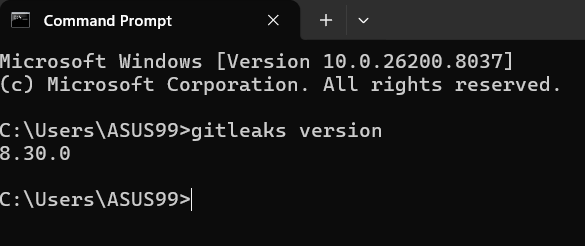 Command Prompt
Microsoft Windows [Version 10.0.26200.8037]
(c) Microsoft Corporation. All rights reserved.
C:\Users\ASUS99>gitleaks version
8.30.0
C:\Users\ASUS99>